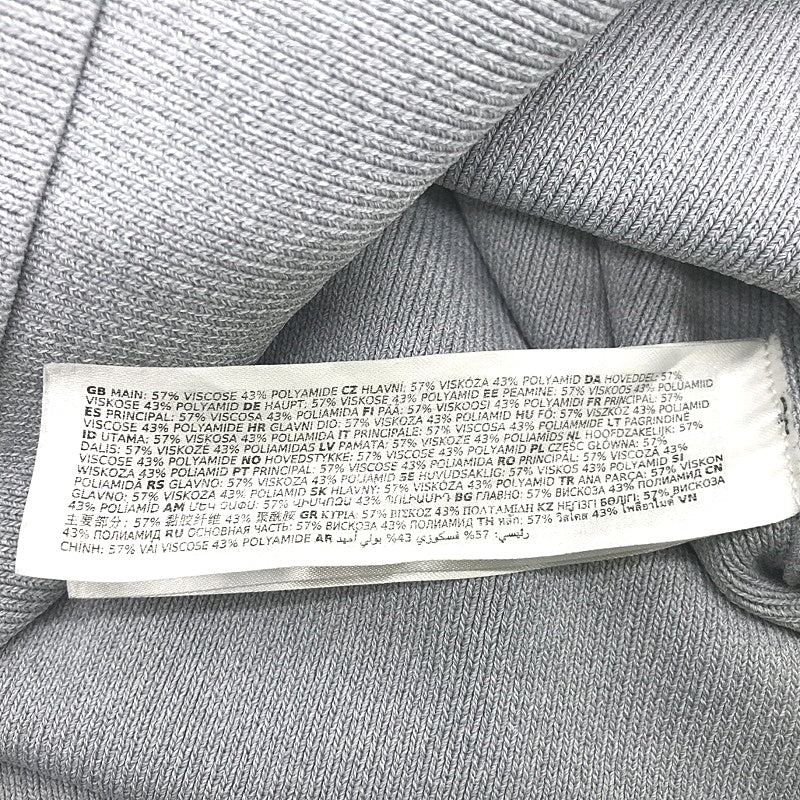 GB MAIN: 57% VISCOSE 43% POLYAMIDE CZ HLAVNÍ: 57% VISKÓZA 43% POLYAMID DA HOVEDDEL: 57%
VISKOSE 43% POLYAMID DE HAUPT: 57% VISKOSE 43% POLYAMID EE PEAMINE: 57% VISKOOS 43% POLÜAMIID
ES PRINCIPAL: 57% VISCOSA 43% POLIAMIDA FI PÄÄ: 57% VISKOOSI 43% POLYAMIDI FR PRINCIPAL: 57%
VISCOSE 43% POLYAMIDE HR GLAVNI DIO: 57% VISKOZA 43% POLIAMID HU FŐ: 57% VISZKÓZ 43% POLIAMID
ID UTAMA: 57% VISKOSA 43% POLIAMIDA IT PRINCIPALE: 57% VISCOSA 43% POLIAMMIDE LT PAGRINDINĖ
DALIS: 57% VISKOZĖ 43% POLIAMIDAS LV PAMATA: 57% VISKOZE 43% POLIAMĪDS NL HOOFDZAKELIJK: 57%
VISCOSE 43% POLYAMIDE NO HOVEDSTYKKE: 57% VISKOSE 43% POLYAMID PL CZĘŚĆ GŁÓWNA: 57%
WISKOZA 43% POLIAMID PT PRINCIPAL: 57% VISCOSE 43% POLIAMIDA RO PRINCIPAL: 57% VISCOZĂ 43%
POLIAMIDĂ RS GLAVNO: 57% VISKOZA 43% POLIAMID SE HUVUDSAKLIG: 57% VISKOS 43% POLYAMID SI
GLAVNO: 57% VISKOZA 43% POLIAMID SK HLAVNÝ: 57% VISKÓZA 43% POLYAMID TR ANA PARÇA: 57% VİSKON
43% POLİAMİD AM 57% 43% BG ГЛАВНО: 57% ВИСКОЗА 43% ПОЛИАМИД CN
主要部分: 57% 黏胶纤维 43% 聚酰胺 GR ΚΥΡΙΑ: 57% ΒΙΣΚΟΖ 43% ΠΟΛΥΑΜΙΔΗ KZ НЕГІЗГІ БӨЛІГІ: 57% ВИСКОЗА
43% ПОЛИАМИД RU ОСНОВНАЯ ЧАСТЬ: 57% ВИСКОЗА 43% ПОЛИАМИД TH หลัก: 57% วิสโคส 43% โพลีเอไมด์ VN
CHÍNH: 57% VẢI VISCOSE 43% POLYAMIDE AR رئيسي: 57% فسكوزي 43% بولي أميد